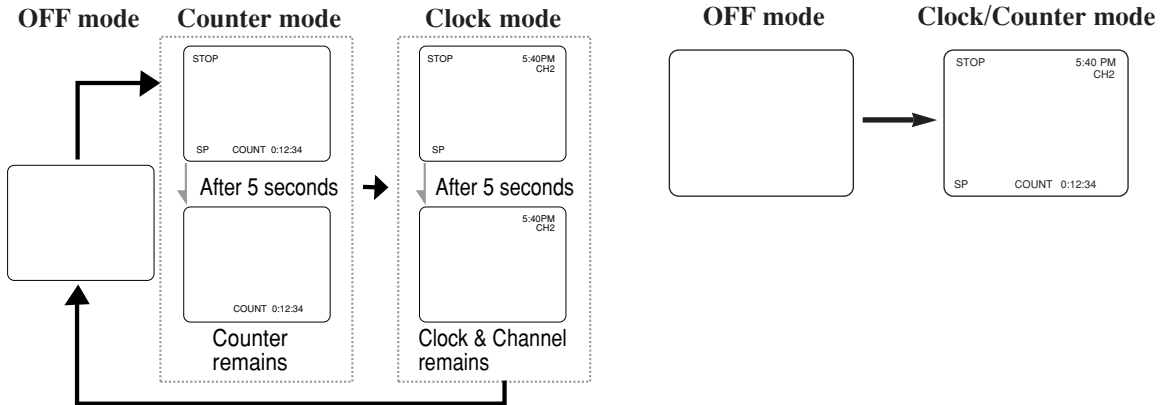 OFF mode
Counter mode
Clock mode
STOP
SP COUNT 0:12:34
After 5 seconds
COUNT 0:12:34
Counter
remains
STOP 5:40PM
CH2
SP
After 5 seconds
5:40PM
CH2
Clock & Channel
remains
OFF mode
Clock/Counter mode
STOP 5:40 PM
CH2
SP COUNT 0:12:34